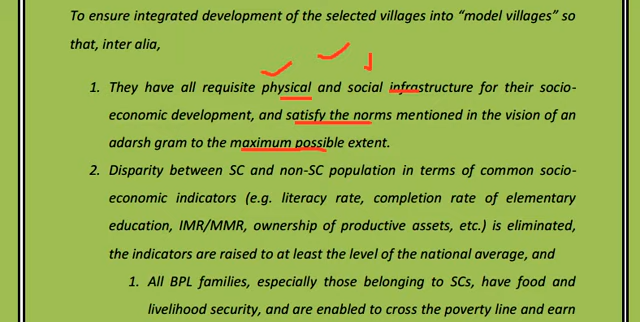 To ensure integrated development of the selected villages into “model villages” so
that, inter alia,
1. They have all requisite physical and social infrastructure for their socio-
economic development, and satisfy the norms mentioned in the vision of an
adarsh gram to the maximum possible extent.
2. Disparity between SC and non-SC population in terms of common socio-
economic indicators (e.g. literacy rate, completion rate of elementary
education, IMR/MMR, ownership of productive assets, etc.) is eliminated,
the indicators are raised to at least the level of the national average, and
1. All BPL families, especially those belonging to SCs, have food and
livelihood security, and are enabled to cross the poverty line and earn